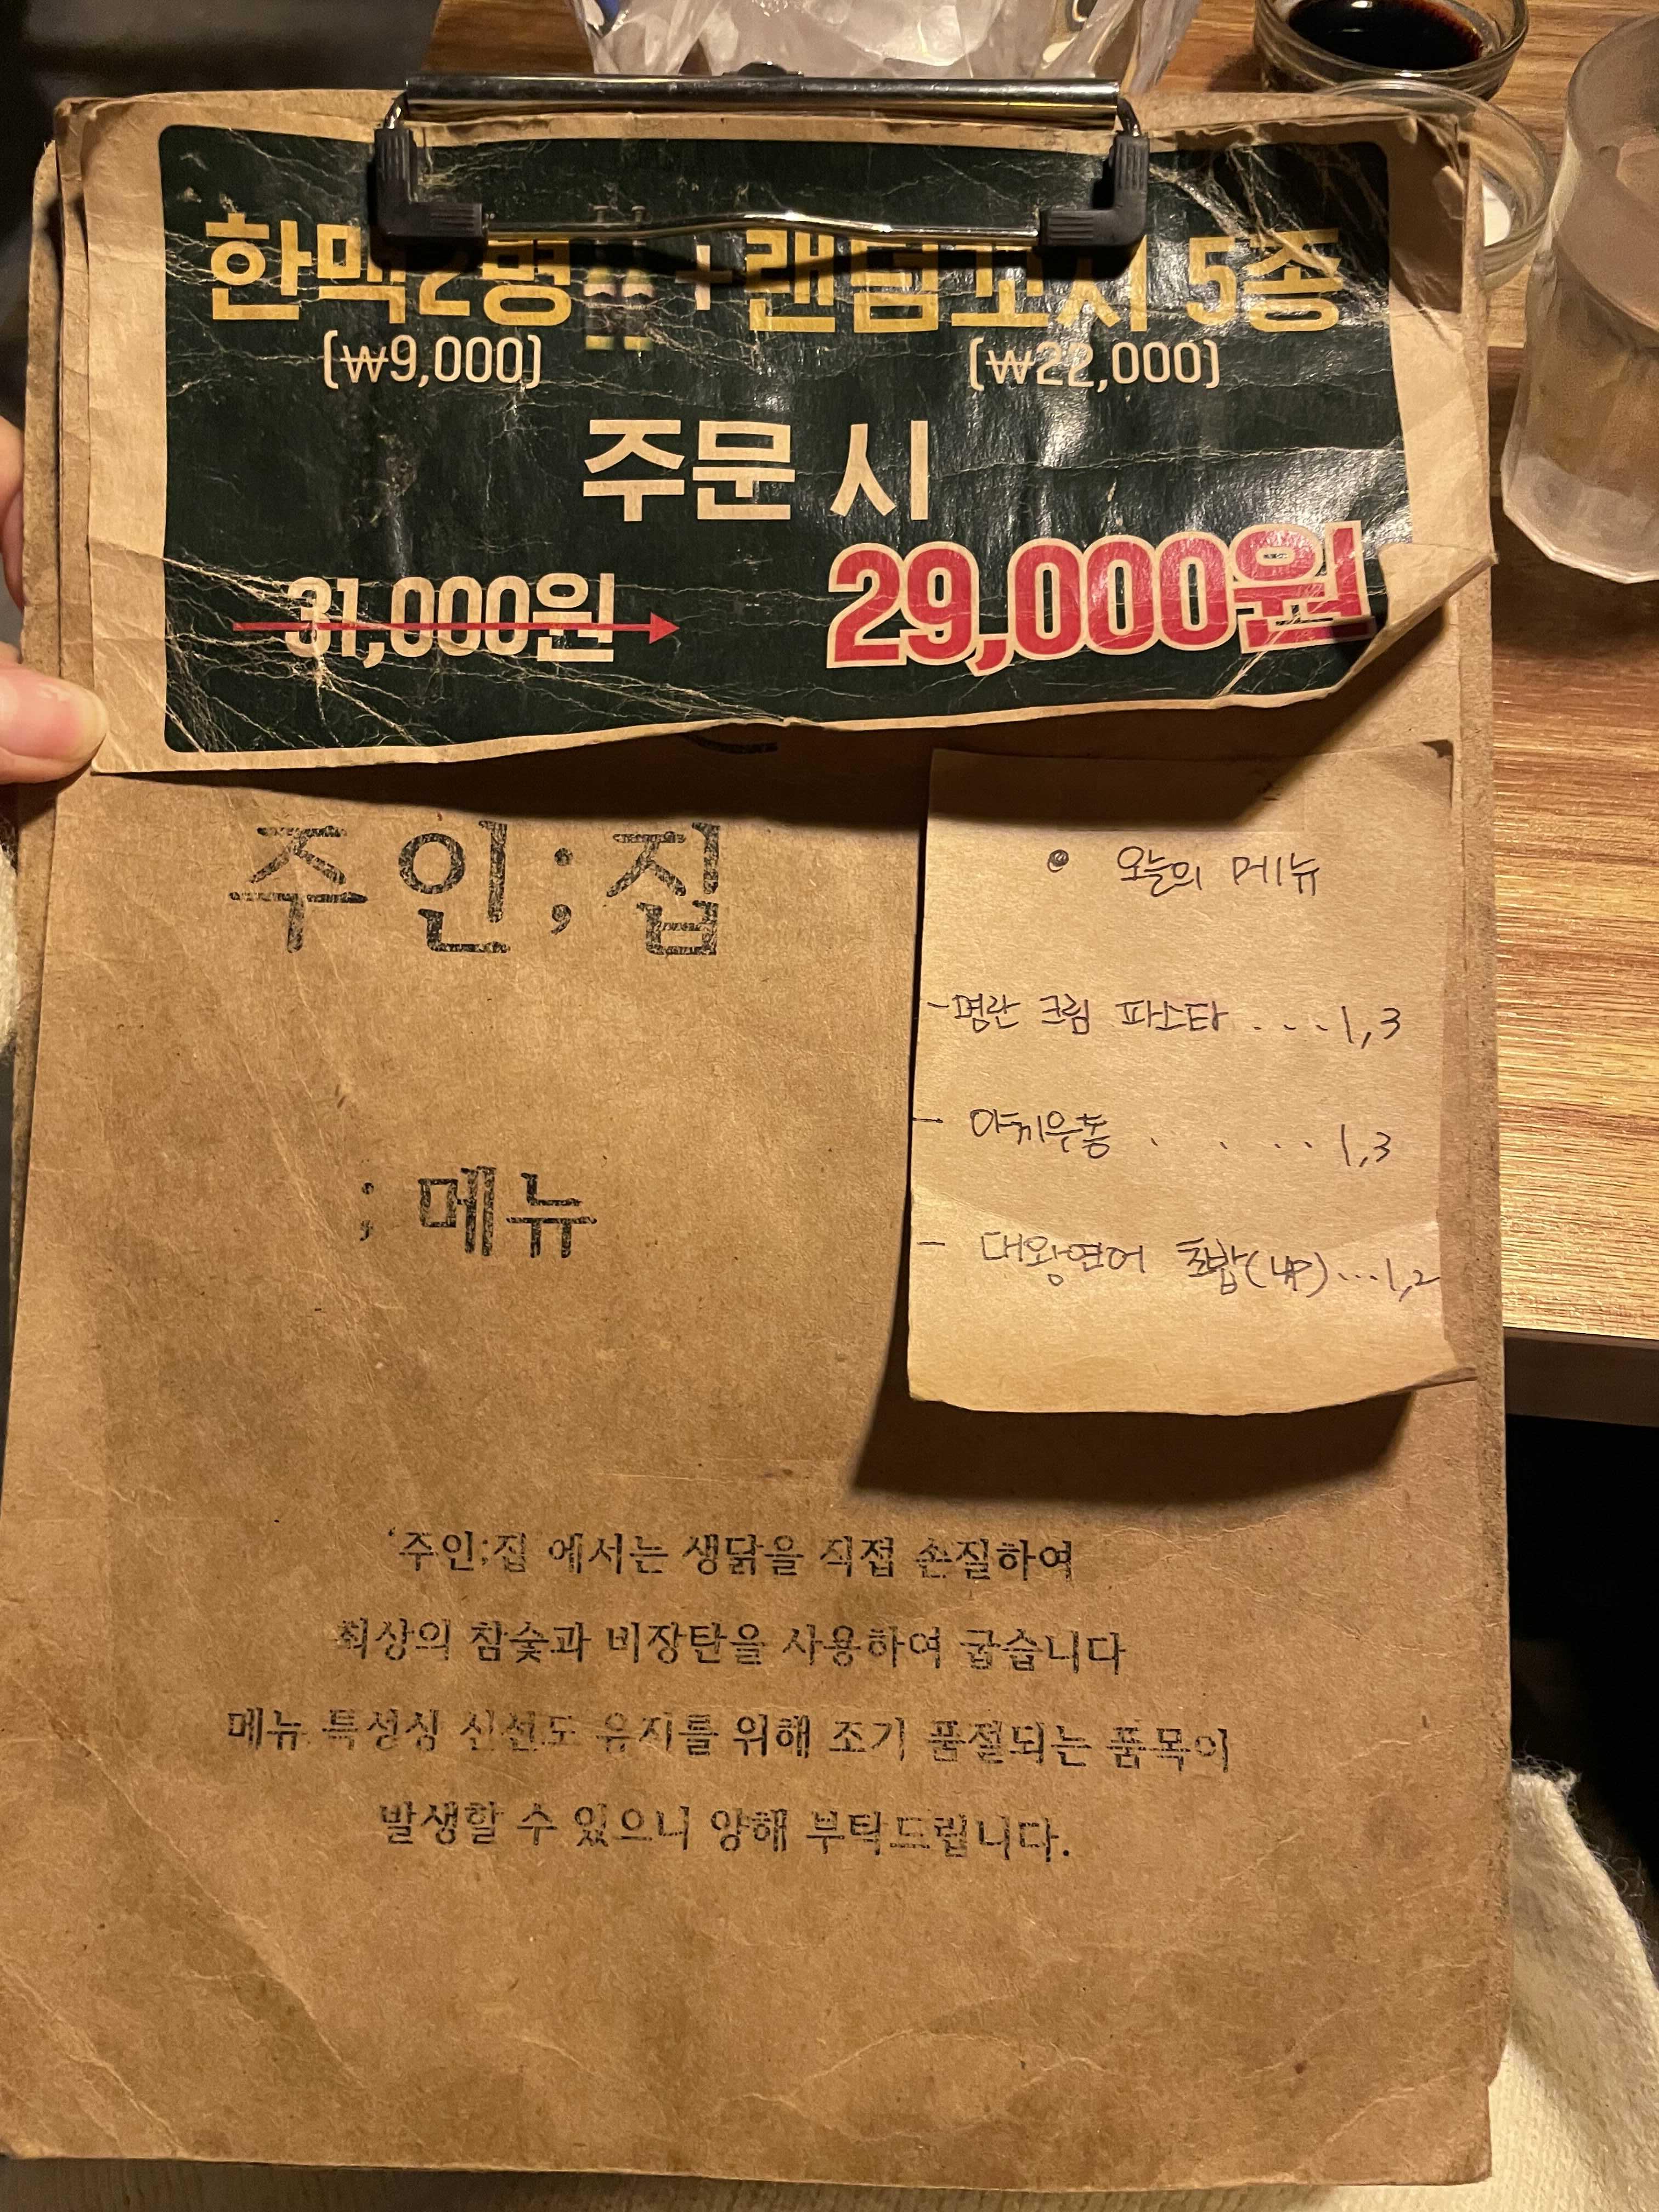 한맥2병 + 랜덤꼬치 5종
(₩9,000) (₩22,000)
주문 시
31,000원 29,000원
주인;집
; 메뉴
오늘의 메뉴
-명란 크림 파스타 ....1,3
- 야끼우동 . . ...1,3
- 대왕연어 초밥(4P)...1,2
'주인;집 에서는 생닭을 직접 손질하여
최상의 참숯과 비장탄을 사용하여 굽습니다
메뉴 특성상 신선도 유지를 위해 조기 품절되는 품목이
발생할 수 있으니 양해 부탁드립니다.